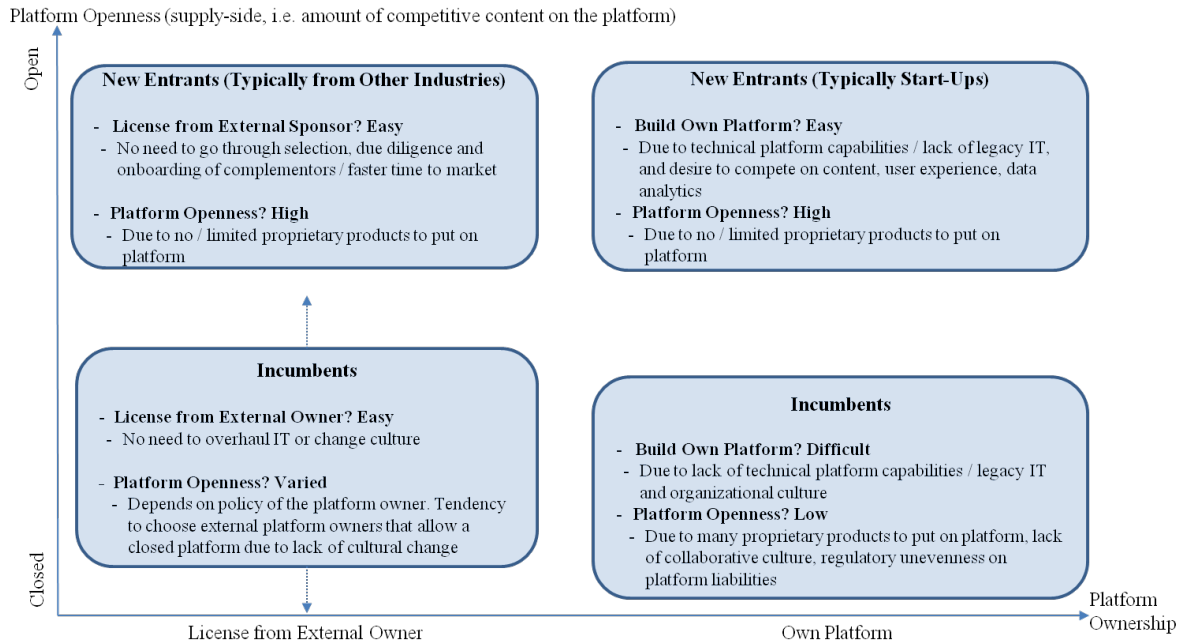 Platform Openness (supply-side, i.e. amount of competitive content on the platform)
Open
New Entrants (Typically from Other Industries)
- License from External Sponsor? Easy
- No need to go through selection, due diligence and
onboarding of complementors / faster time to market
- Platform Openness? High
- Due to no / limited proprietary products to put on
platform
New Entrants (Typically Start-Ups)
- Build Own Platform? Easy
- Due to technical platform capabilities / lack of legacy IT,
and desire to compete on content, user experience, data
analytics
- Platform Openness? High
- Due to no / limited proprietary products to put on
platform
Incumbents
- License from External Owner? Easy
- No need to overhaul IT or change culture
- Platform Openness? Varied
- Depends on policy of the platform owner. Tendency
to choose external platform owners that allow a
closed platform due to lack of cultural change
Incumbents
- Build Own Platform? Difficult
- Due to lack of technical platform capabilities / legacy IT
and organizational culture
- Platform Openness? Low
- Due to many proprietary products to put on platform, lack
of collaborative culture, regulatory unevenness on
platform liabilities
Closed
License from External Owner
Own Platform
Platform
Ownership